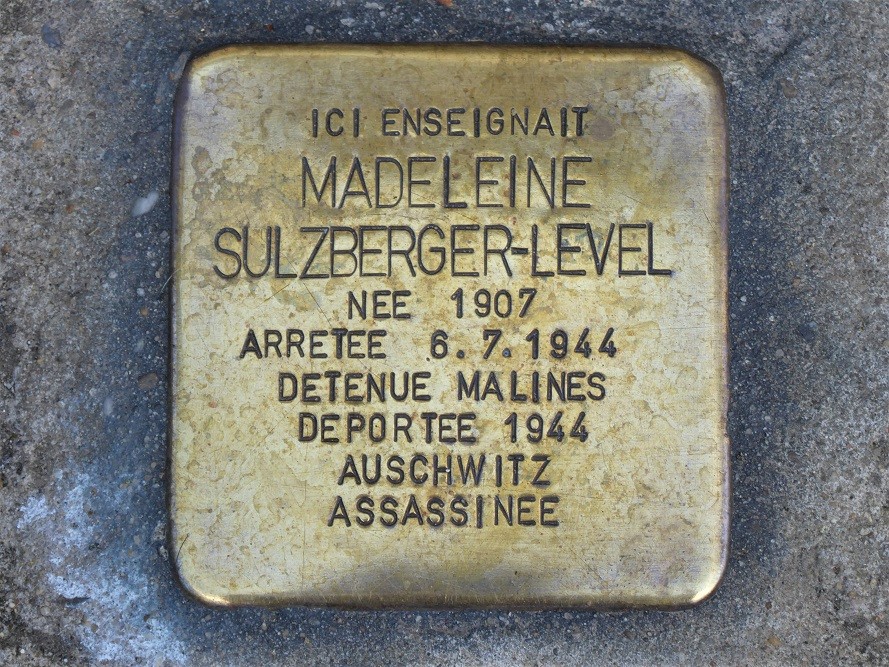 ICI ENSEIGNAIT
MADELEINE
SULZBERGER-LEVEL
NEE 1907
ARRETEE 6.7.1944
DETENUE MALINES
DEPORTEE 1944
AUSCHWITZ
ASSASSINEE